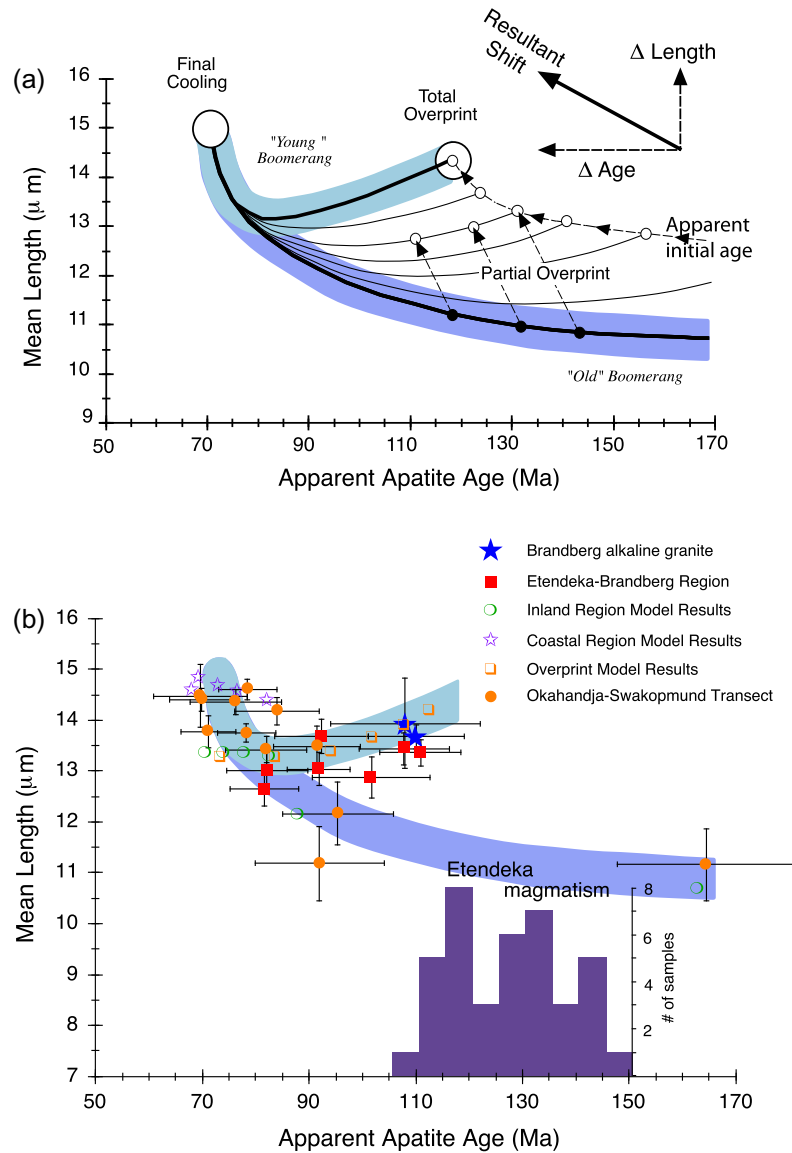 (a)
Final
Cooling
"Young "
Boomerang
Total
Overprint
Resultant
Shift
Δ Length
Δ Age
Apparent
initial age
Partial Overprint
"Old" Boomerang
16
15
14
13
12
11
10
9
Mean Length (μ m)
50
70
90
110
130
150
170
Apparent Apatite Age (Ma)
Brandberg alkaline granite
Etendeka-Brandberg Region
Inland Region Model Results
Coastal Region Model Results
Overprint Model Results
Okahandja-Swakopmund Transect
(b)
16
15
14
13
12
11
10
9
8
7
Mean Length (μm)
Etendeka
magmatism
8
6
4
2
# of samples
50
70
90
110
130
150
170
Apparent Apatite Age (Ma)